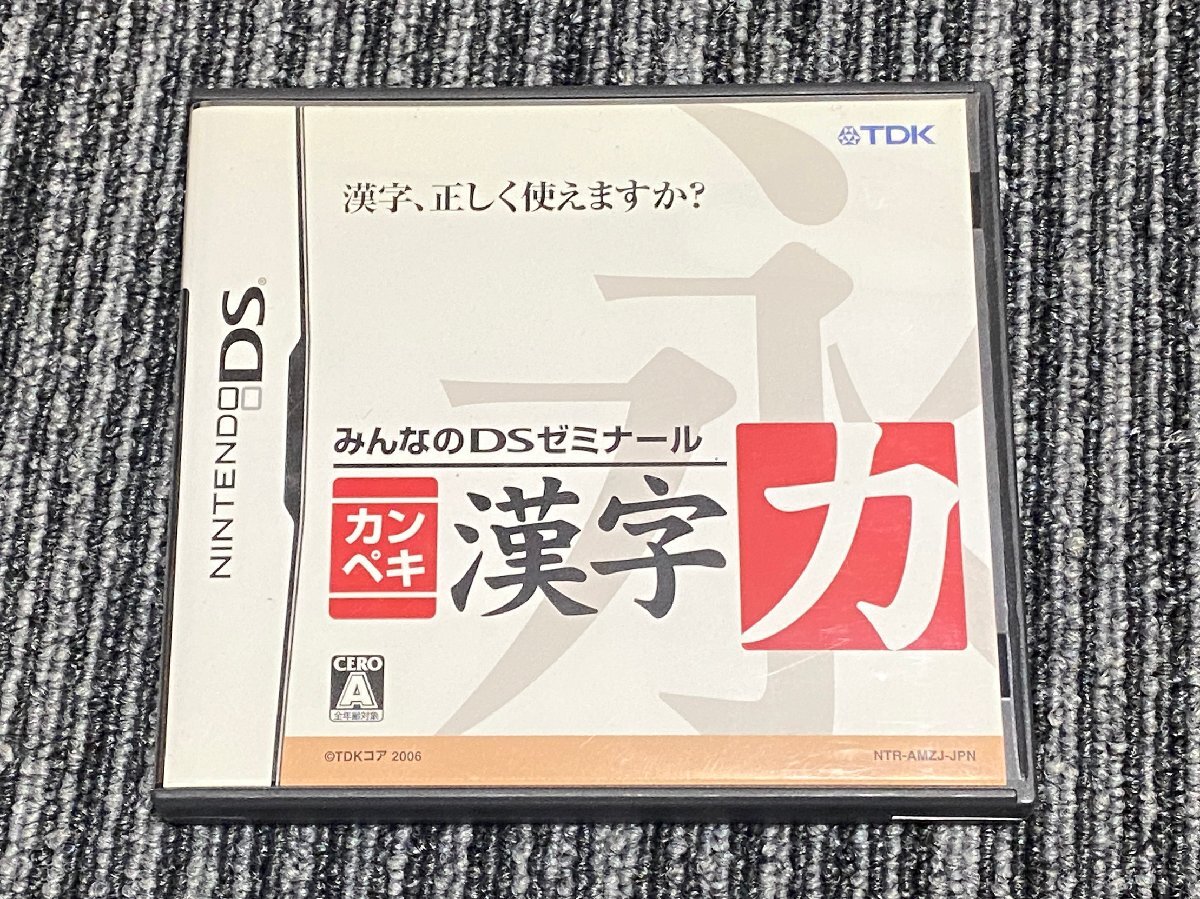 TDK
漢字、正しく使えますか?
NINTENDO DS®
みんなのDSゼミナール
カン
ペキ
漢字力
CERO
A
全年齢対象
©TDKコア 2006
NTR-AMZJ-JPN
永